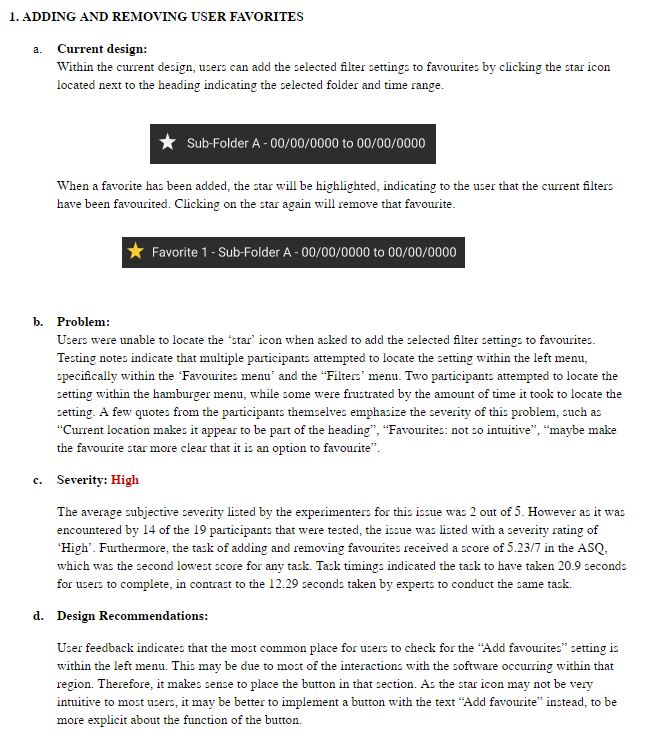 1. ADDING AND REMOVING USER FAVORITES
a. Current design:
Within the current design, users can add the selected filter settings to favourites by clicking the star icon
located next to the heading indicating the selected folder and time range.
Sub-Folder A - 00/00/0000 to 00/00/0000
When a favorite has been added, the star will be highlighted, indicating to the user that the current filters
have been favourited. Clicking on the star again will remove that favourite.
Favorite 1 - Sub-Folder A - 00/00/0000 to 00/00/0000
b. Problem:
Users were unable to locate the ‘star’ icon when asked to add the selected filter settings to favourites.
Testing notes indicate that multiple participants attempted to locate the setting within the left menu,
specifically within the ‘Favourites menu’ and the “Filters’ menu. Two participants attempted to locate the
setting within the hamburger menu, while some were frustrated by the amount of time it took to locate the
setting. A few quotes from the participants themselves emphasize the severity of this problem, such as
“Current location makes it appear to be part of the heading”, “Favourites: not so intuitive”, “maybe make
the favourite star more clear that it is an option to favourite”.
c. Severity: High
The average subjective severity listed by the experimenters for this issue was 2 out of 5. However as it was
encountered by 14 of the 19 participants that were tested, the issue was listed with a severity rating of
‘High’. Furthermore, the task of adding and removing favourites received a score of 5.23/7 in the ASQ,
which was the second lowest score for any task. Task timings indicated the task to have taken 20.9 seconds
for users to complete, in contrast to the 12.29 seconds taken by experts to conduct the same task.
d. Design Recommendations:
User feedback indicates that the most common place for users to check for the “Add favourites” setting is
within the left menu. This may be due to most of the interactions with the software occurring within that
region. Therefore, it makes sense to place the button in that section. As the star icon may not be very
intuitive to most users, it may be better to implement a button with the text “Add favourite” instead, to be
more explicit about the function of the button.